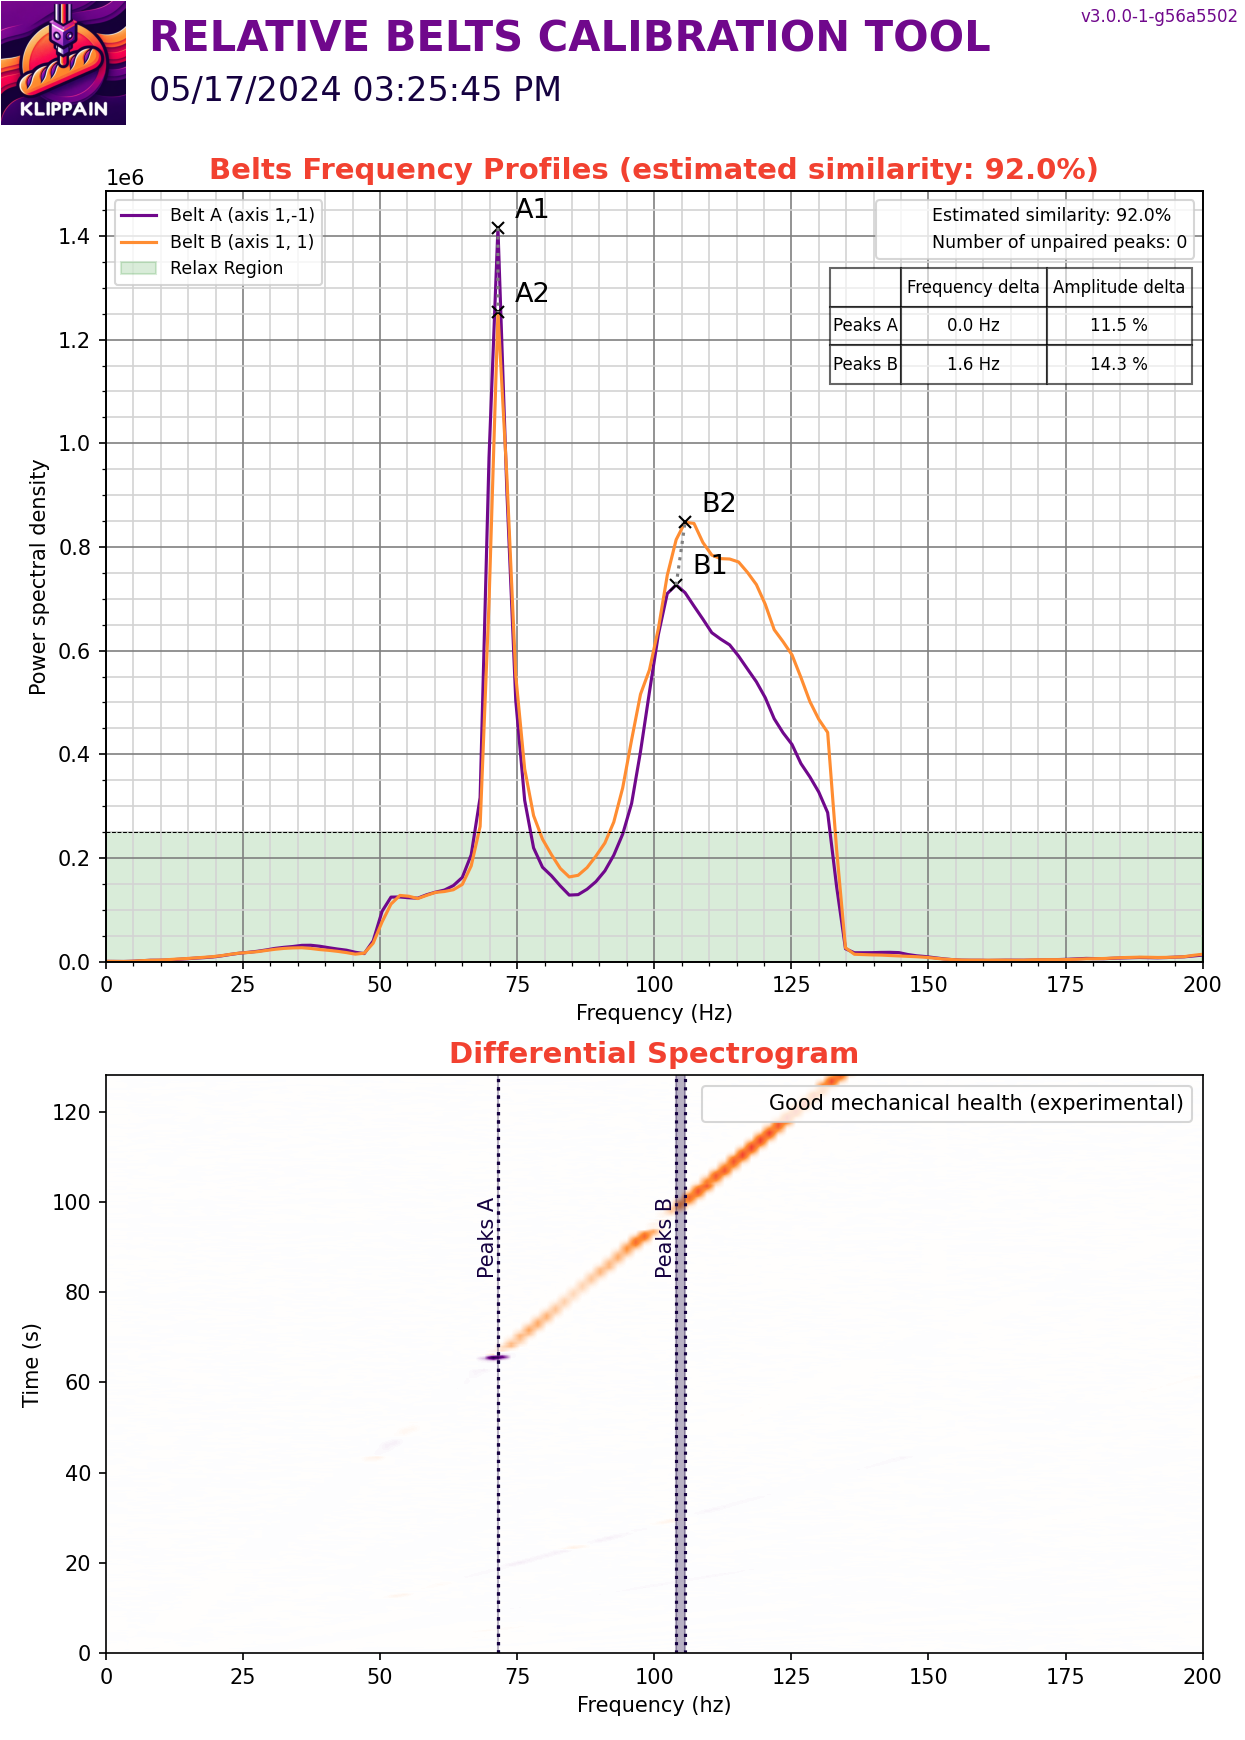 KLIPPAIN
RELATIVE BELTS CALIBRATION TOOL
v3.0.0-1-g56a5502
05/17/2024 03:25:45 PM
Belts Frequency Profiles (estimated similarity: 92.0%)
1e6
Belt A (axis 1,-1)
Belt B (axis 1, 1)
Relax Region
Estimated similarity: 92.0%
Number of unpaired peaks: 0
Frequency delta Amplitude delta
Peaks A 0.0 Hz 11.5 %
Peaks B 1.6 Hz 14.3 %
A1
A2
B2
B1
Power spectral density
1.4
1.2
1.0
0.8
0.6
0.4
0.2
0.0
0 25 50 75 100 125 150 175 200
Frequency (Hz)
Differential Spectrogram
Good mechanical health (experimental)
Peaks A
Peaks B
Time (s)
120
100
80
60
40
20
0
0 25 50 75 100 125 150 175 200
Frequency (hz)